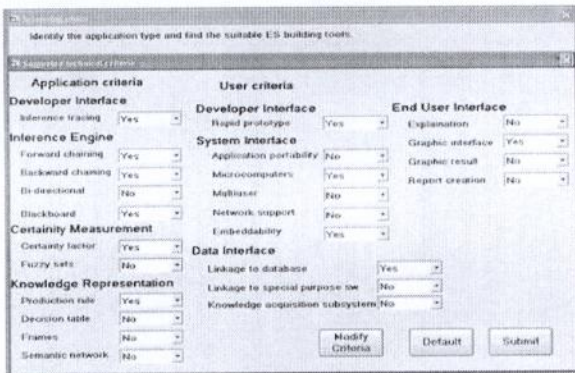 Identify the application type and find the suitable ES building tools.
Application criteria
Developer Interface
Inference tracing Yes
Inference Engine
Forward chaining Yes
Backward chaining Yes
Bi-directional No
Blackboard Yes
Certainity Measurement
Certainty factor Yes
Fuzzy sets No
Knowledge Representation
Production rule Yes
Decision table No
Frames No
Semantic network No
User criteria
Developer Interface
Rapid prototype Yes
System Interface
Application portability No
Microcomputers Yes
Multiuser No
Network support No
Embeddability Yes
Data Interface
Linkage to database Yes
Linkage to special purpose sw No
Knowledge acquisition subsystem No
End User Interface
Explaination No
Graphic interface Yes
Graphic result No
Report creation No
Modify Criteria
Default
Submit